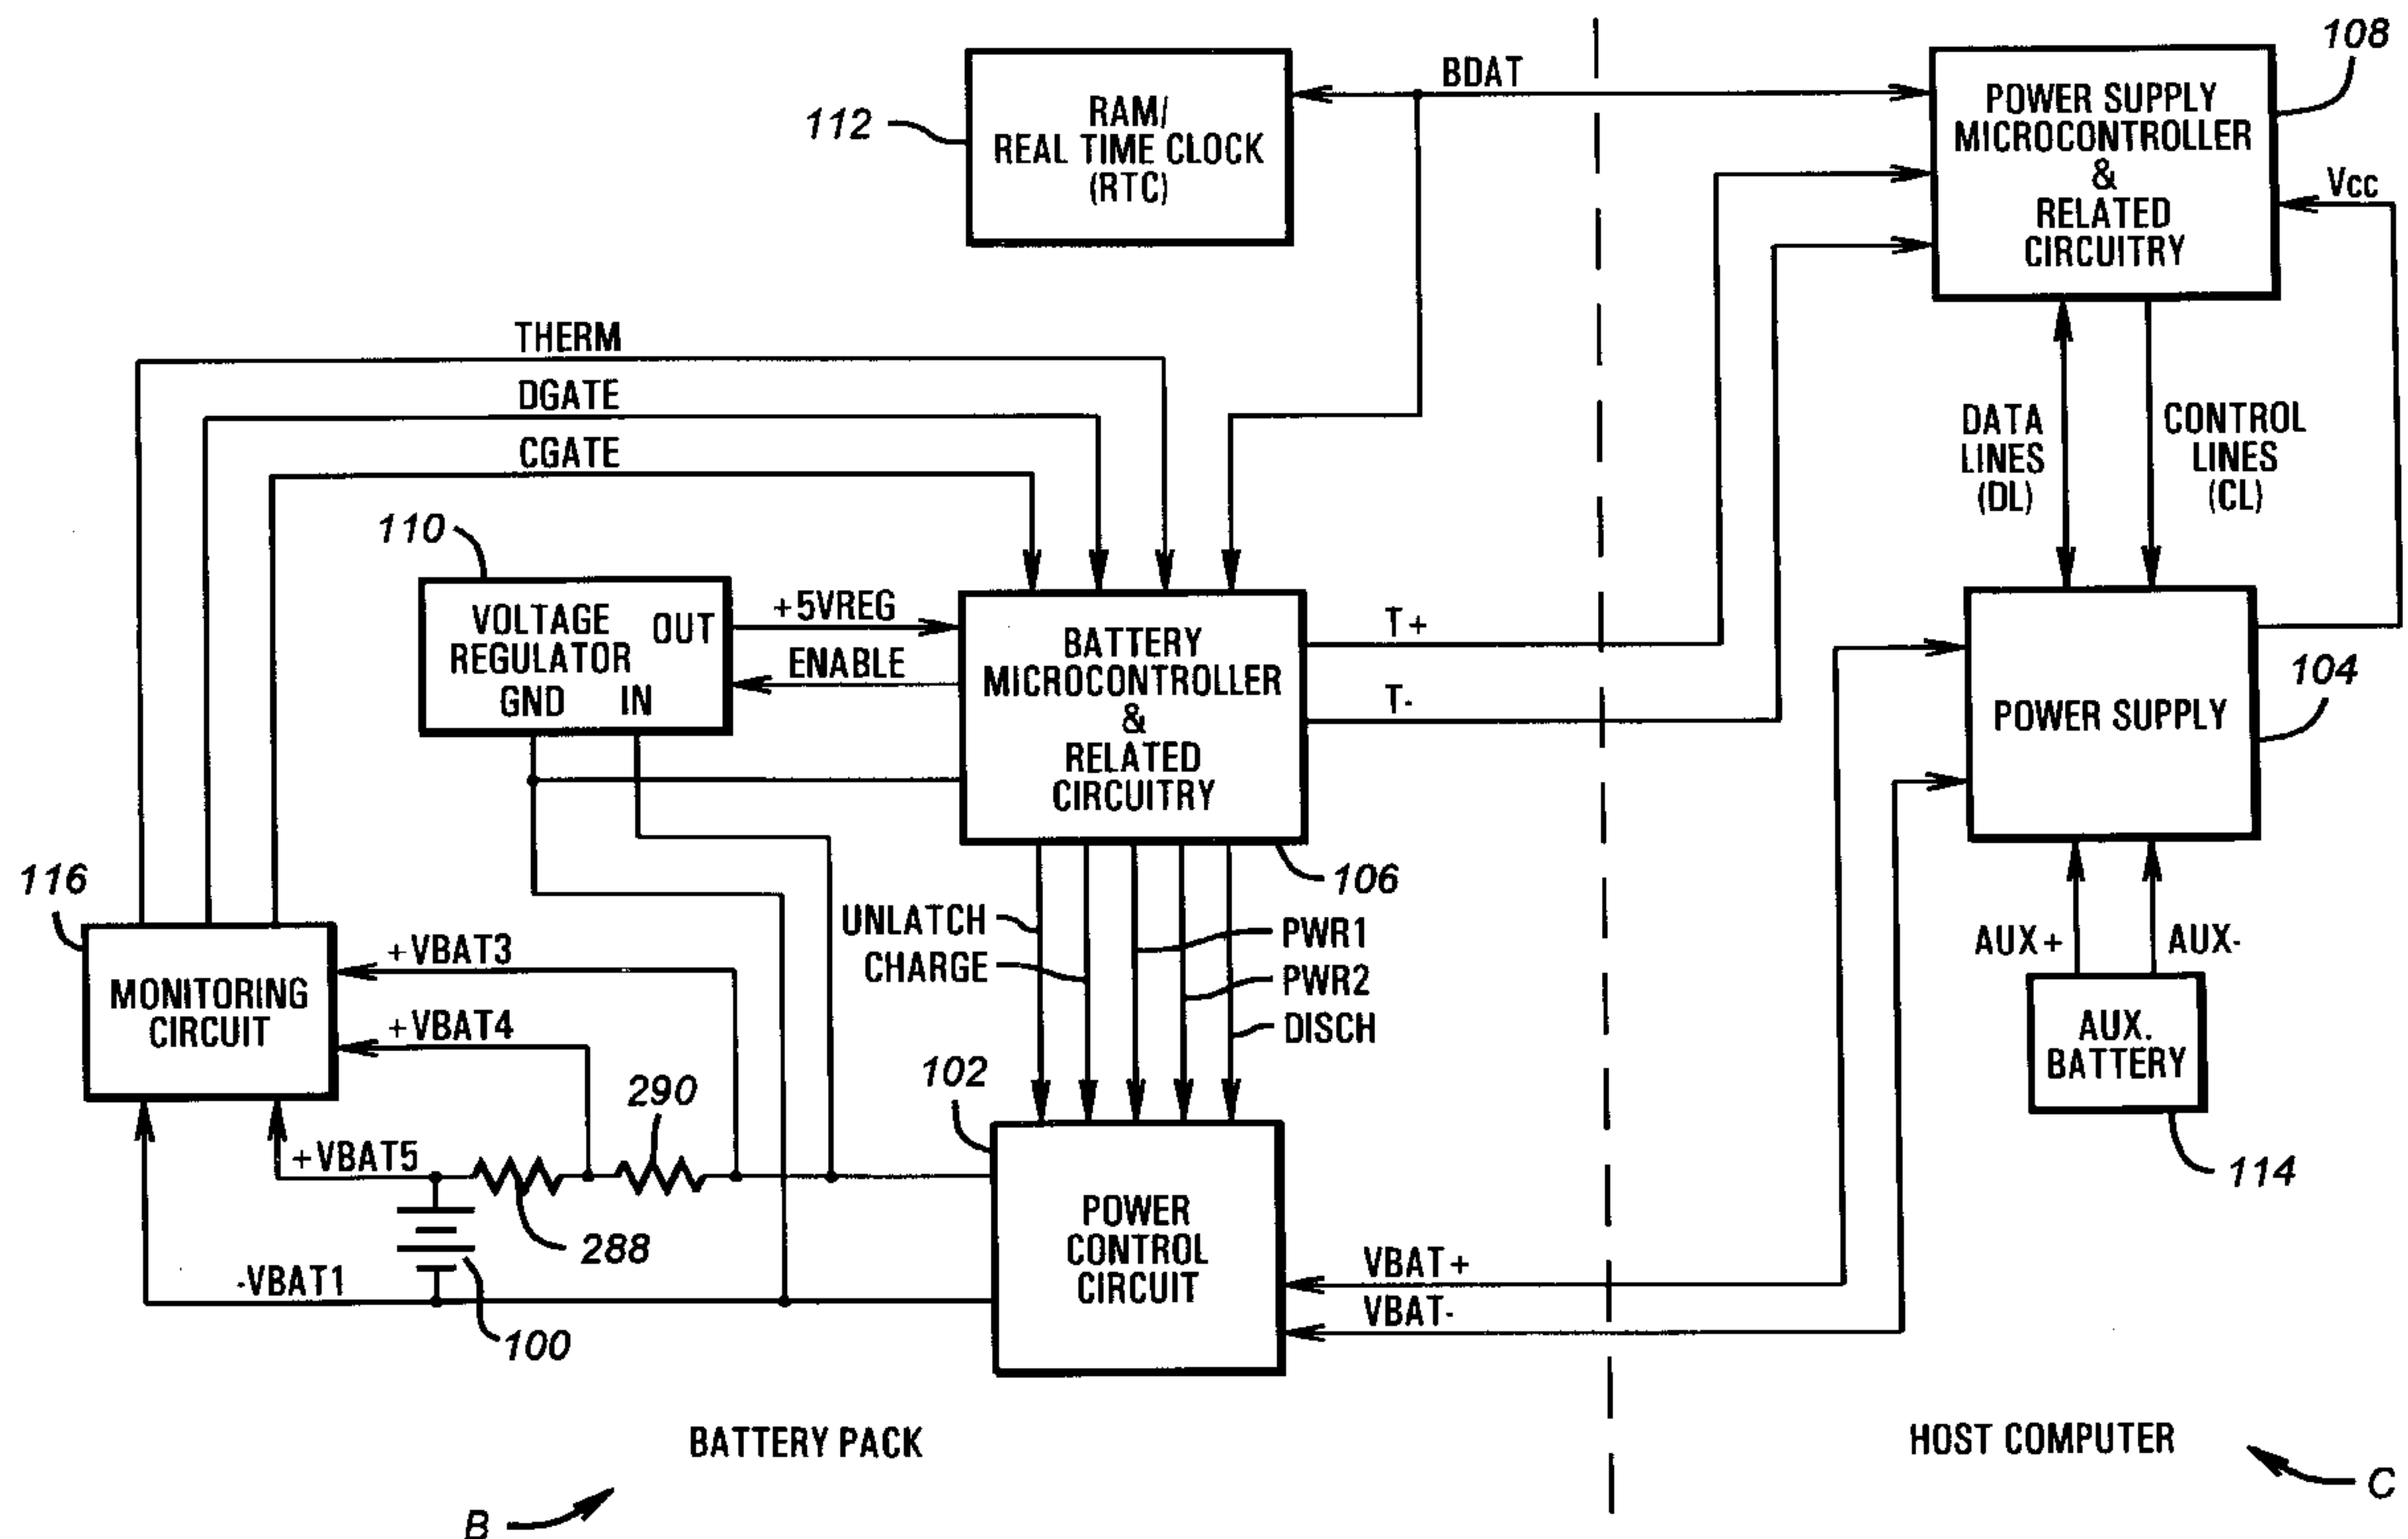 108
BDAT
RAM/
REAL TIME CLOCK
(RTC)
112
POWER SUPPLY
MICROCONTROLLER
&
RELATED
CIRCUITRY
Vcc
THERM
DGATE
CGATE
DATA
LINES
(DL)
CONTROL
LINES
(CL)
110
VOLTAGE
REGULATOR
OUT
GND
IN
+5VREG
ENABLE
BATTERY
MICROCONTROLLER
&
RELATED
CIRCUITRY
T+
T-
POWER SUPPLY
104
106
116
MONITORING
CIRCUIT
+VBAT3
+VBAT4
+VBAT5
-VBAT1
UNLATCH
CHARGE
PWR1
PWR2
DISCH
AUX+
AUX-
AUX.
BATTERY
114
102
290
288
100
POWER
CONTROL
CIRCUIT
VBAT+
VBAT-
BATTERY PACK
HOST COMPUTER
B
C